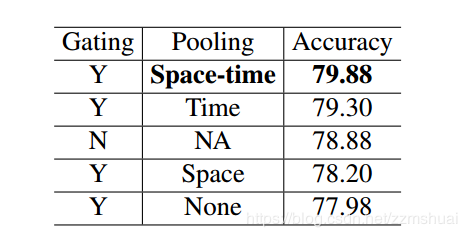 Gating Pooling Accuracy
Y Space-time 79.88
Y Time 79.30
N NA 78.88
Y Space 78.20
Y None 77.98
https://blog.csdn.net/zzmshuai